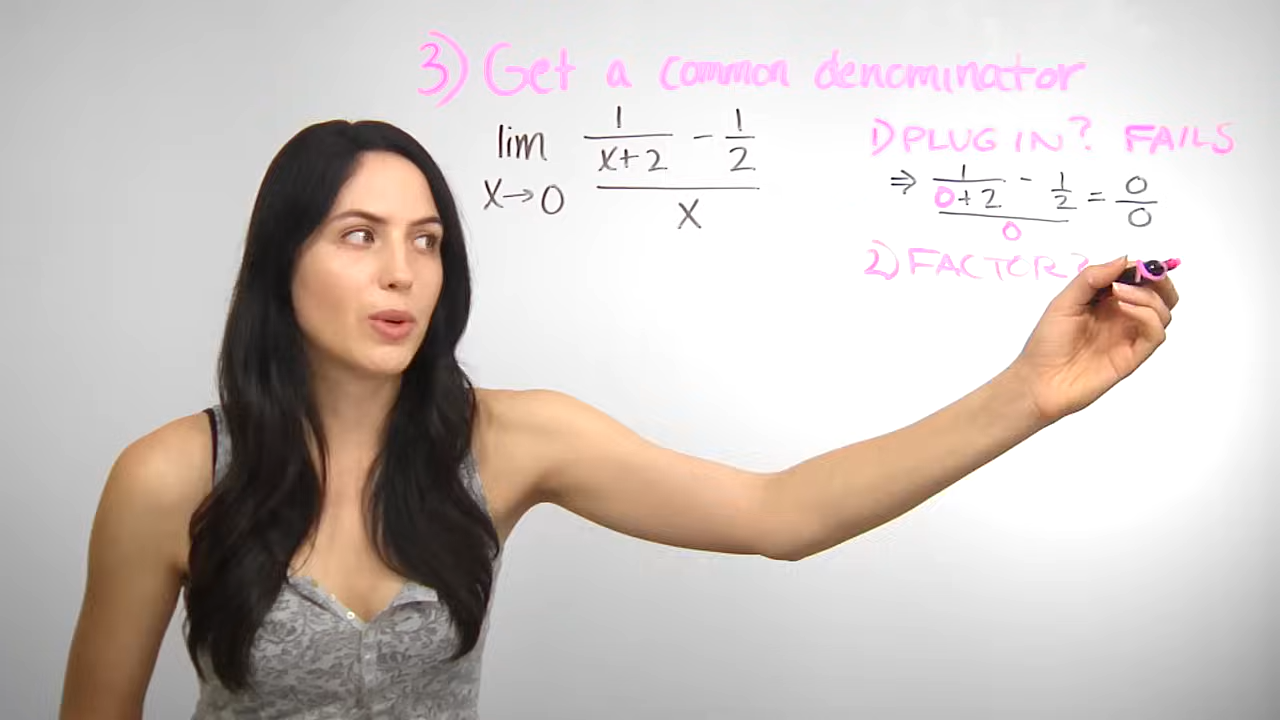 3) Get a common denominator
lim x→0
1/(x+2) - 1/2
x
1) PLUG IN? FAILS
⇒ 1/(0+2) - 1/2 = 0/0
0
2) FACTOR?